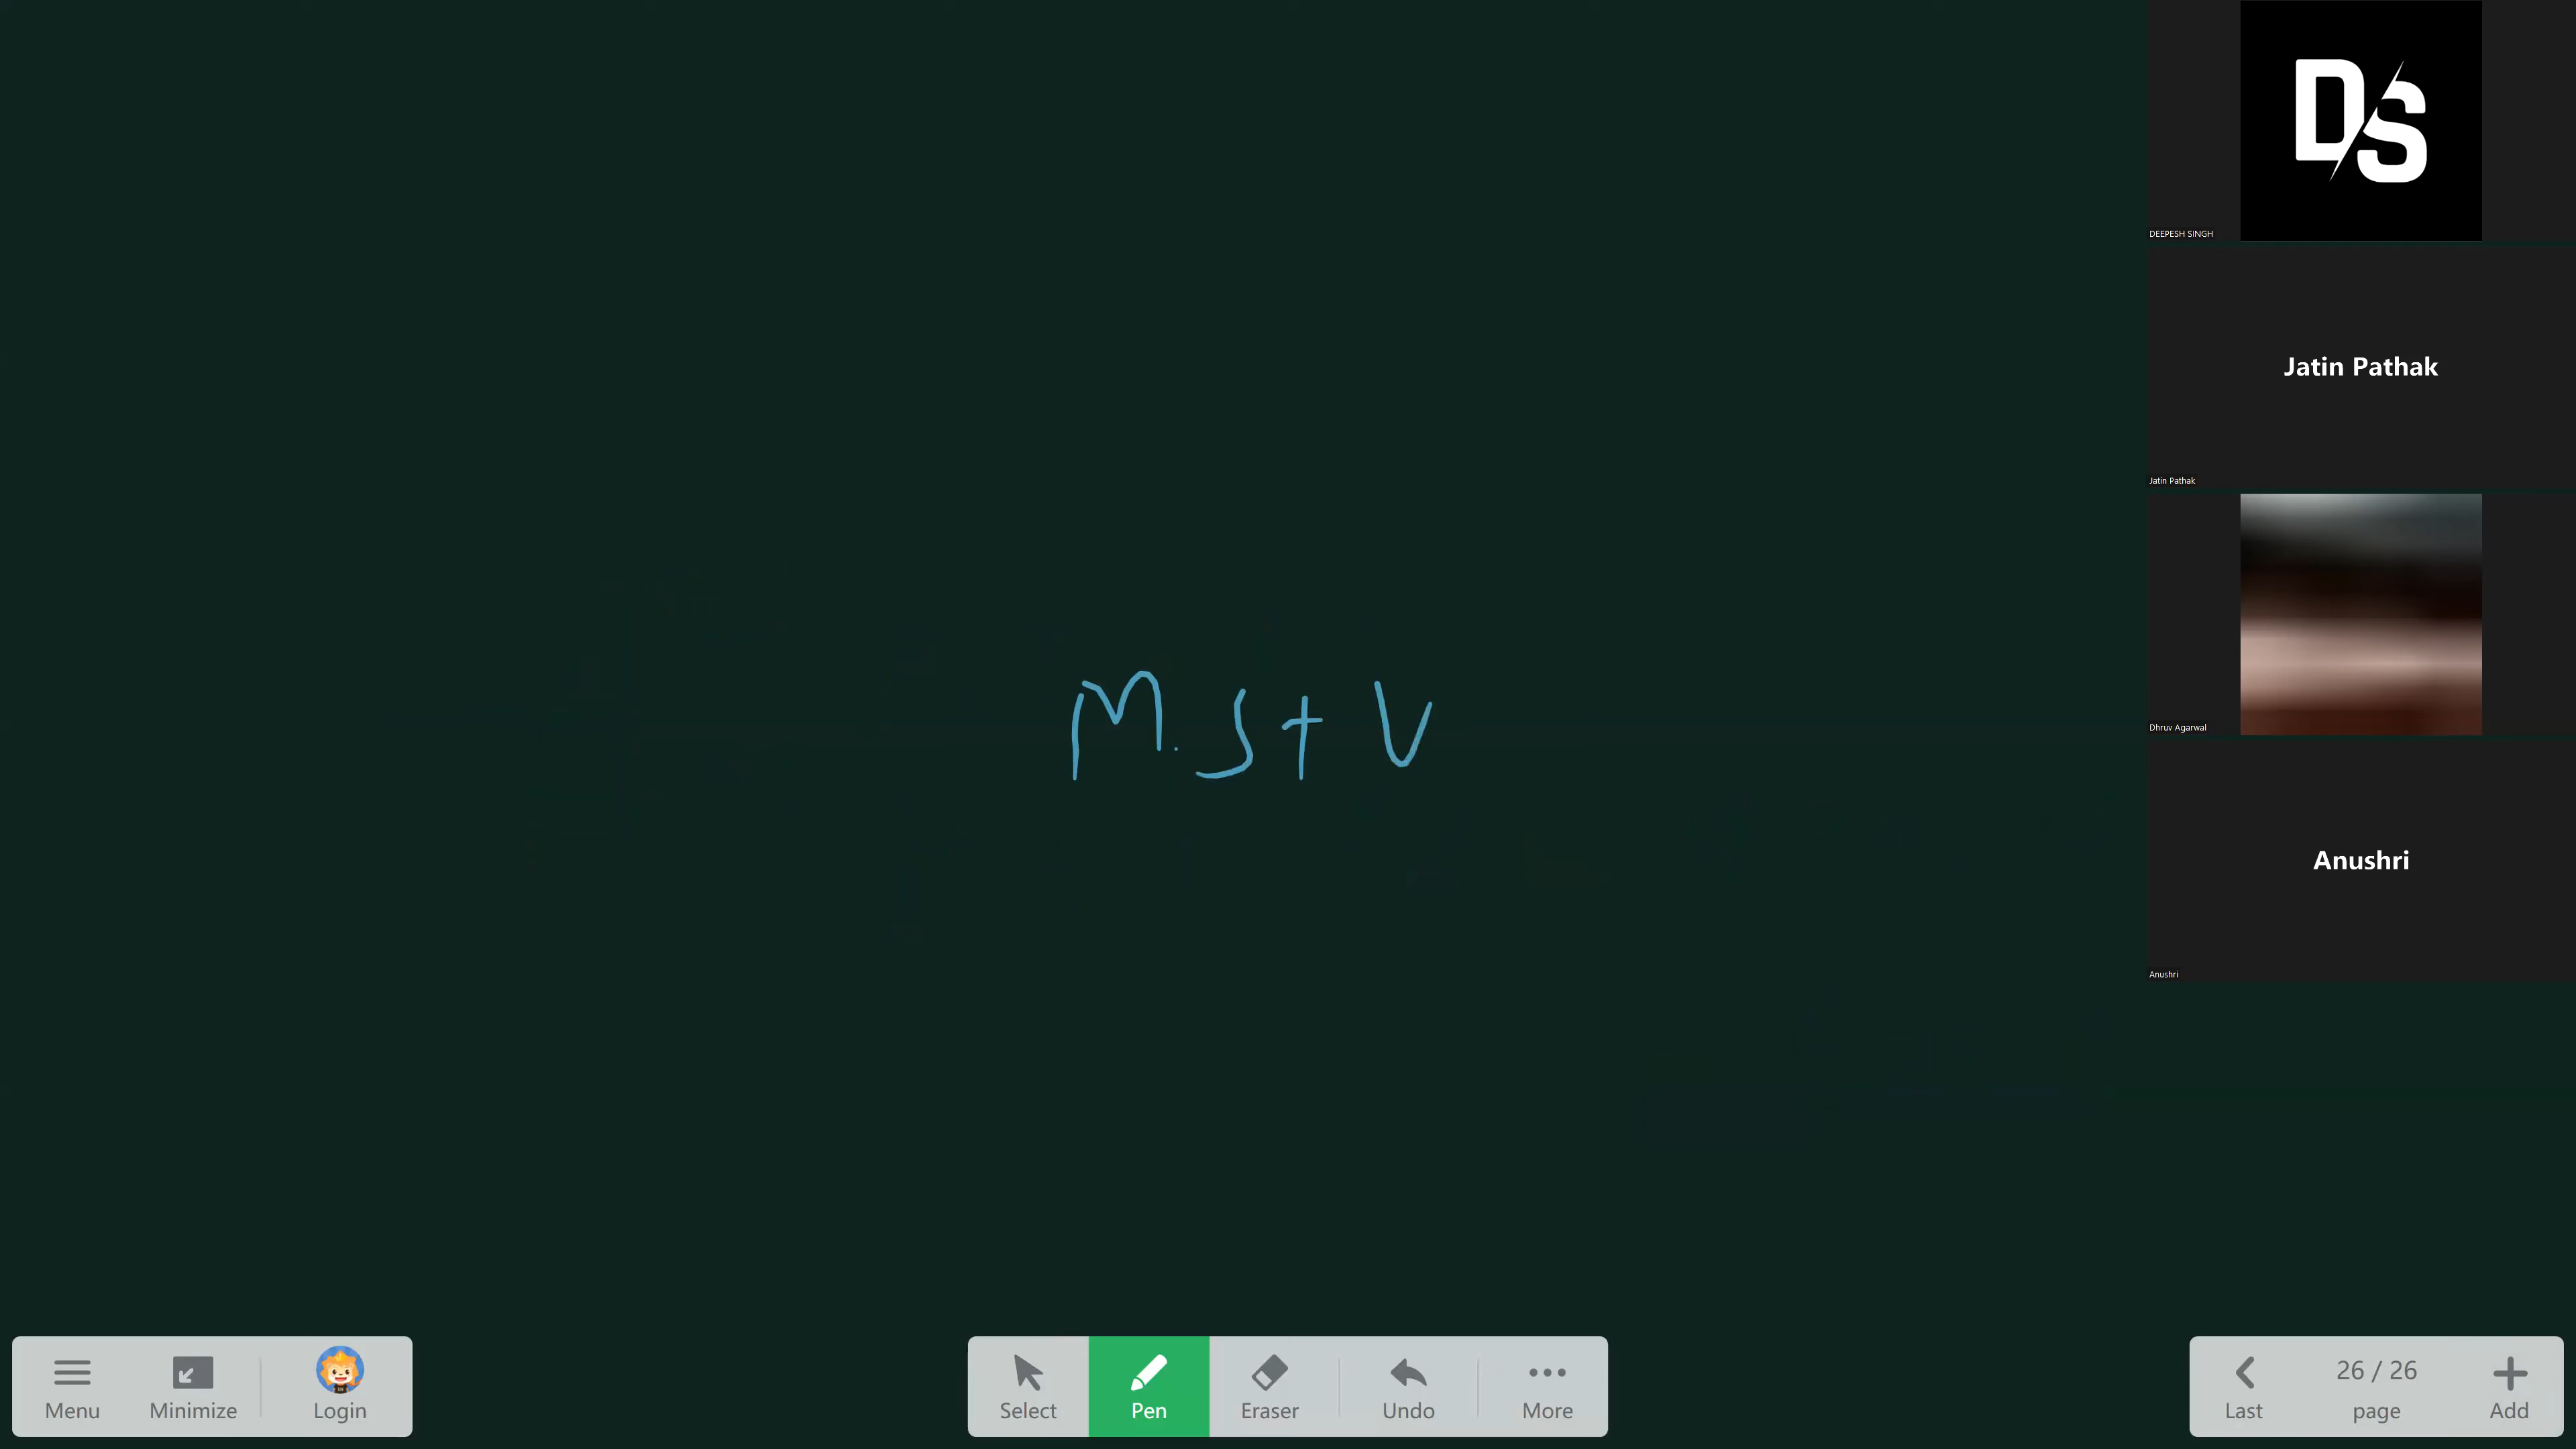 DS
DEEPESH SINGH
Jatin Pathak
Jatin Pathak
Dhruv Agarwal
Anushri
Anushri
M. S + V
Menu Minimize Login
Select Pen Eraser Undo More
26 / 26
Last page Add